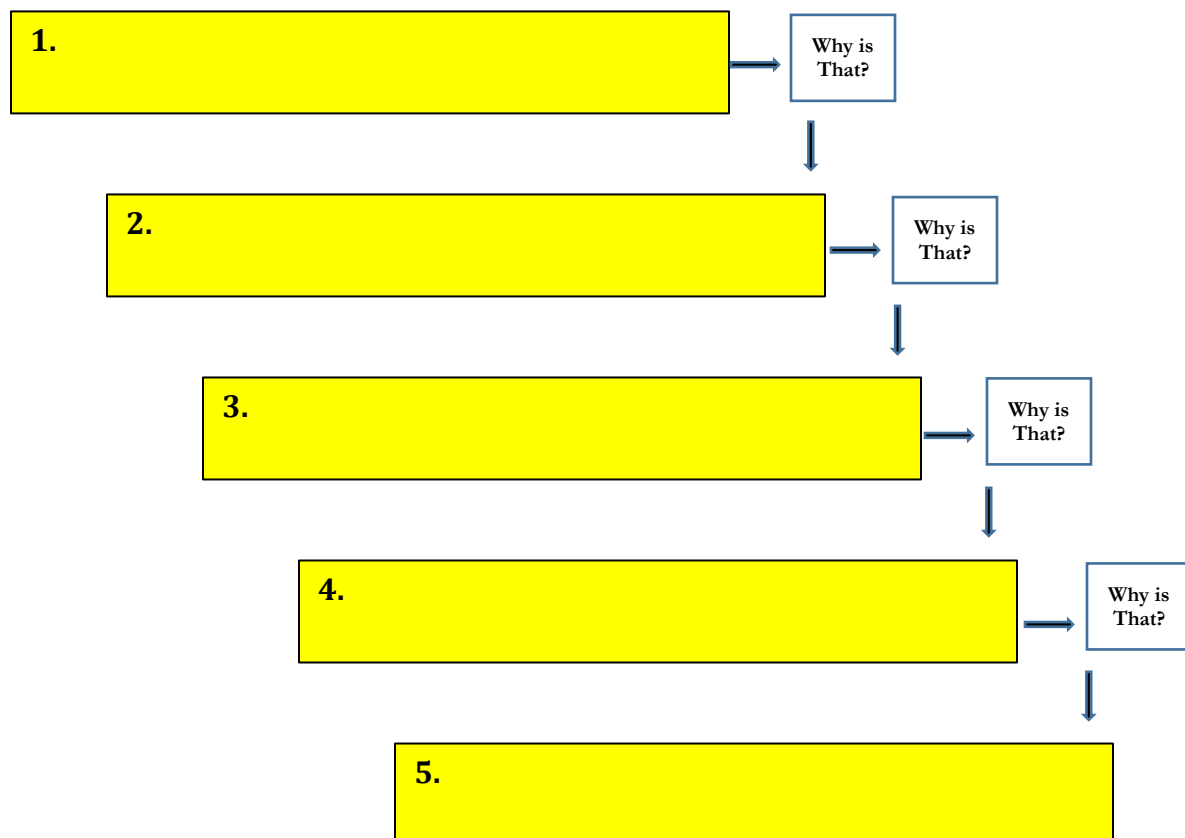 1.
Why is
That?
2.
Why is
That?
3.
Why is
That?
4.
Why is
That?
5.